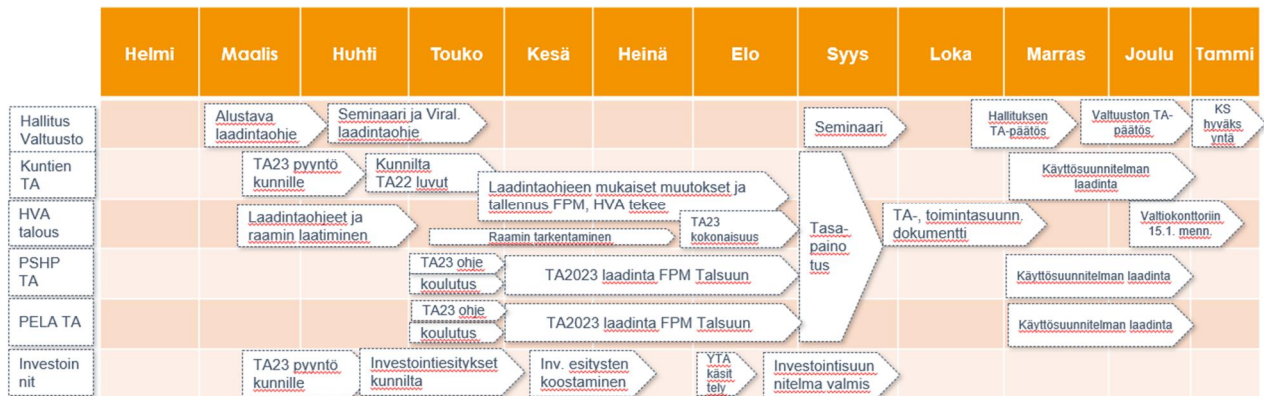 Helmi Maalis Huhti Touko Kesä Heinä Elo Syys Loka Marras Joulu Tammi
Hallitus
Valtuusto
Alustava
laadintaohje
Seminaari ja Viral.
laadintaohje
Seminaari
Hallituksen
TA-päätös
Valtuuston TA-
päätös
KS
hyväks
yntä
Kuntien
TA
TA23 pyyntö
kunnille
Kunnilta
TA22 luvut
Laadintaohjeen mukaiset muutokset ja
tallennus FPM, HVA tekee
Tasa-
paino
tus
Käyttösuunnitelman
laadinta
HVA
talous
Laadintaohjeet ja
raamin laatiminen
Raamin tarkentaminen
TA23
kokonaisuus
TA-, toimintasuunn.
dokumentti
Valtiokonttoriin
15.1. menn.
PSHP
TA
TA23 ohje
koulutus
TA2023 laadinta FPM Talsuun
Käyttösuunnitelman laadinta
PELA TA
TA23 ohje
koulutus
TA2023 laadinta FPM Talsuun
Käyttösuunnitelman laadinta
Investoin
nit
TA23 pyyntö
kunnille
Investointiesitykset
kunnilta
Inv. esitysten
koostaminen
YTA
käsit
tely
Investointisuun
nitelma valmis